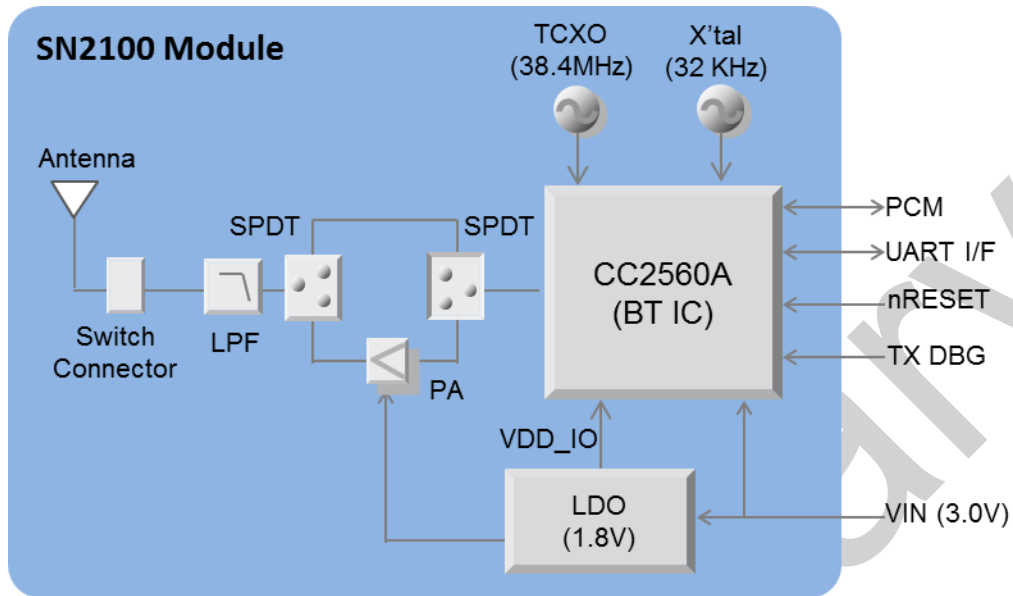 SN2100 Module
TCXO
(38.4MHz)
X'tal
(32 KHz)
Antenna
SPDT
SPDT
Switch
Connector
LPF
PA
CC2560A
(BT IC)
PCM
UART I/F
nRESET
TX DBG
VDD_IO
LDO
(1.8V)
VIN (3.0V)